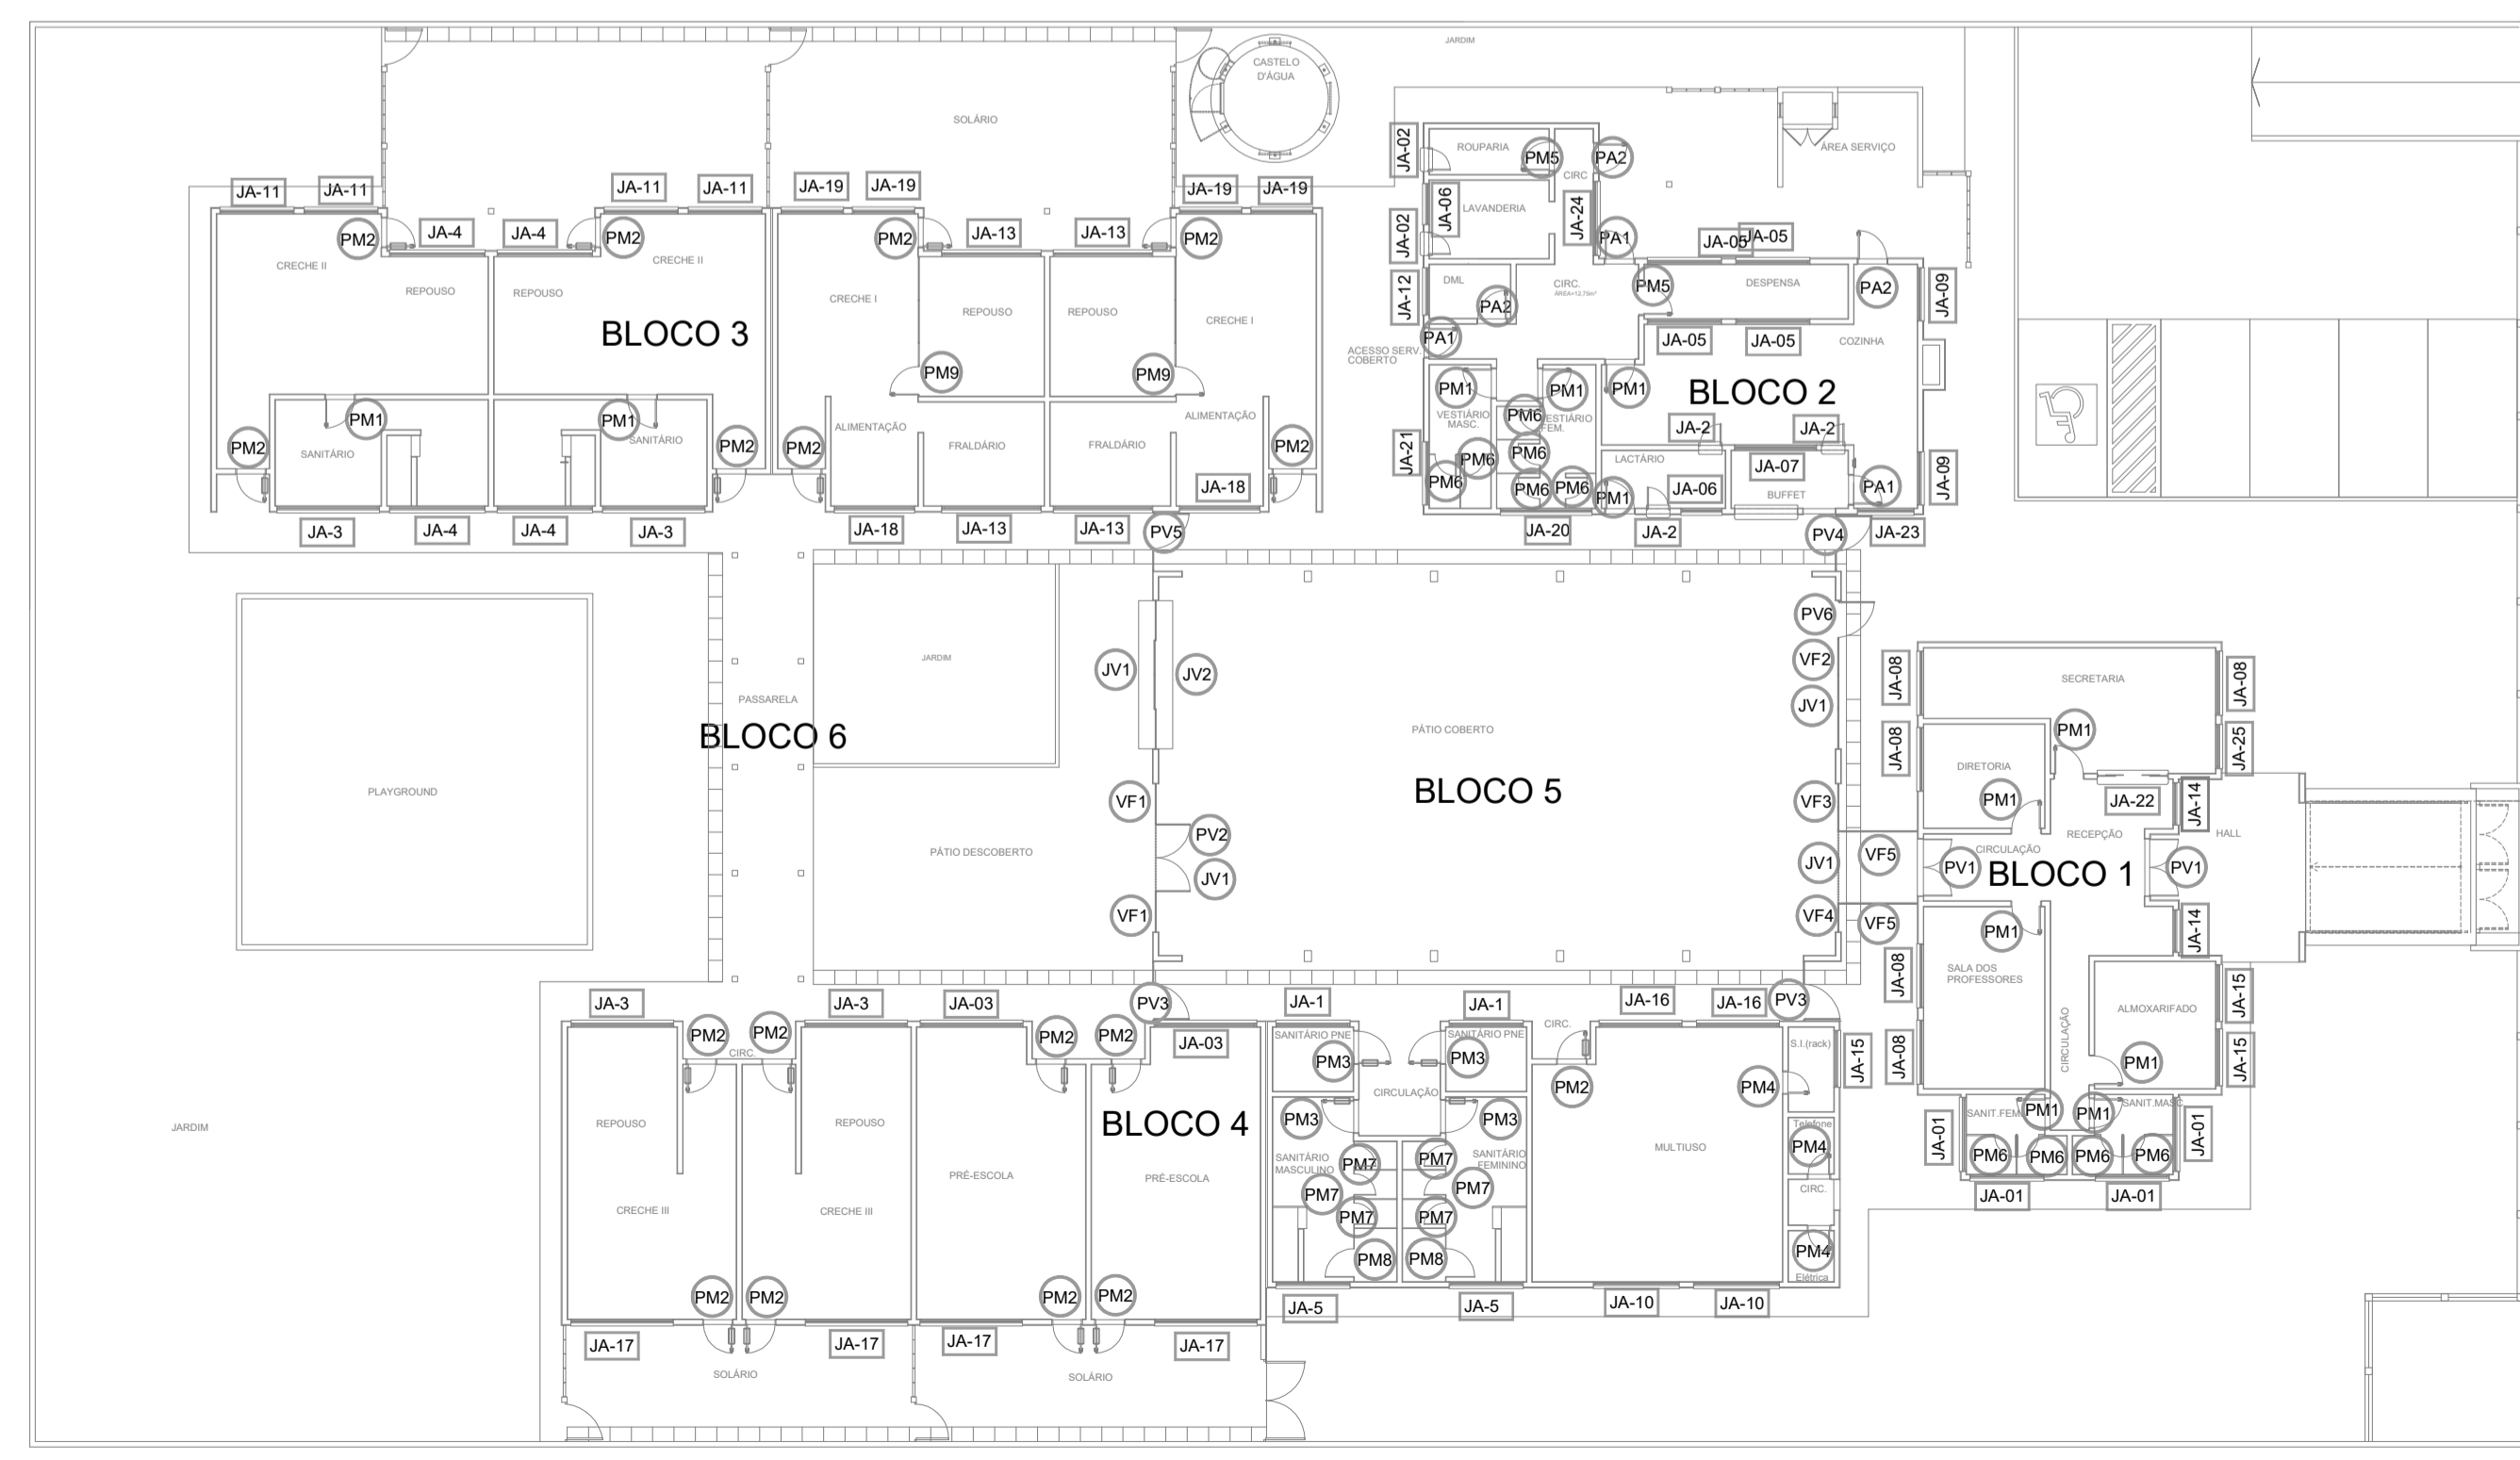 JARDIM
CASTELO
D'ÁGUA
SOLÁRIO
JA-11
JA-11
JA-11
JA-11
JA-19
JA-19
JA-19
JA-19
PM2
JA-4
JA-4
PM2
PM2
JA-13
JA-13
PM2
CRECHE II
REPOUSO
REPOUSO
CRECHE II
CRECHE I
REPOUSO
REPOUSO
CRECHE I
BLOCO 3
PM9
PM9
PM1
PM1
PM2
SANITÁRIO
SANITÁRIO
PM2
PM2
ALIMENTAÇÃO
FRALDÁRIO
FRALDÁRIO
ALIMENTAÇÃO
PM2
JA-18
JA-3
JA-4
JA-4
JA-3
JA-18
JA-13
JA-13
PV5
JA-02
ROUPARIA
PM5
CIRC
PA2
ÁREA SERVIÇO
JA-02
JA-06
LAVANDERIA
JA-24
PA1
JA-05
JA-05
JA-12
DML
PA2
CIRC.
ÁREA=12,75m²
PM5
DESPENSA
PA2
JA-09
PA1
ACESSO SERV.
COBERTO
JA-05
JA-05
COZINHA
PM1
PM1
PM1
BLOCO 2
VESTIÁRIO
MASC.
PM6
VESTIÁRIO
FEM.
JA-2
JA-2
JA-21
PM6
PM6
PM6
PM6
PM6
LACTÁRIO
PM1
JA-06
JA-07
BUFFET
PA1
JA-09
JA-20
JA-2
PV4
JA-23
JARDIM
PASSARELA
BLOCO 6
PLAYGROUND
PÁTIO DESCOBERTO
JV1
JV2
VF1
PV2
JV1
VF1
PÁTIO COBERTO
BLOCO 5
PV6
VF2
JV1
VF3
JV1
VF4
VF5
VF5
JA-08
SECRETARIA
JA-08
JA-08
PM1
JA-25
DIRETORIA
PM1
JA-22
JA-14
RECEPÇÃO
HALL
CIRCULAÇÃO
PV1
BLOCO 1
PV1
PM1
JA-14
JA-08
SALA DOS
PROFESSORES
ALMOXARIFADO
JA-15
JA-08
CIRCULAÇÃO
PM1
JA-15
SANIT.FEM.
PM1
PM1
SANIT.MASC
JA-01
PM6
PM6
PM6
PM6
JA-01
JA-01
JA-01
JARDIM
JA-3
JA-3
JA-03
PV3
PM2
PM2
CIRC.
PM2
PM2
JA-03
REPOUSO
REPOUSO
BLOCO 4
PRÉ-ESCOLA
PRÉ-ESCOLA
CRECHE III
CRECHE III
PM2
PM2
PM2
PM2
JA-17
JA-17
JA-17
JA-17
SOLÁRIO
SOLÁRIO
JA-1
JA-1
JA-16
JA-16
PV3
SANITÁRIO PNE
SANITÁRIO PNE
CIRC.
S.I.(rack)
JA-15
PM3
PM3
PM2
PM4
CIRCULAÇÃO
PM3
PM3
Telefone
PM4
SANITÁRIO
MASCULINO
PM7
PM7
SANITÁRIO
FEMININO
MULTIUSO
PM7
PM7
CIRC.
PM7
PM7
PM8
PM8
PM4
Elétrica
JA-5
JA-5
JA-10
JA-10